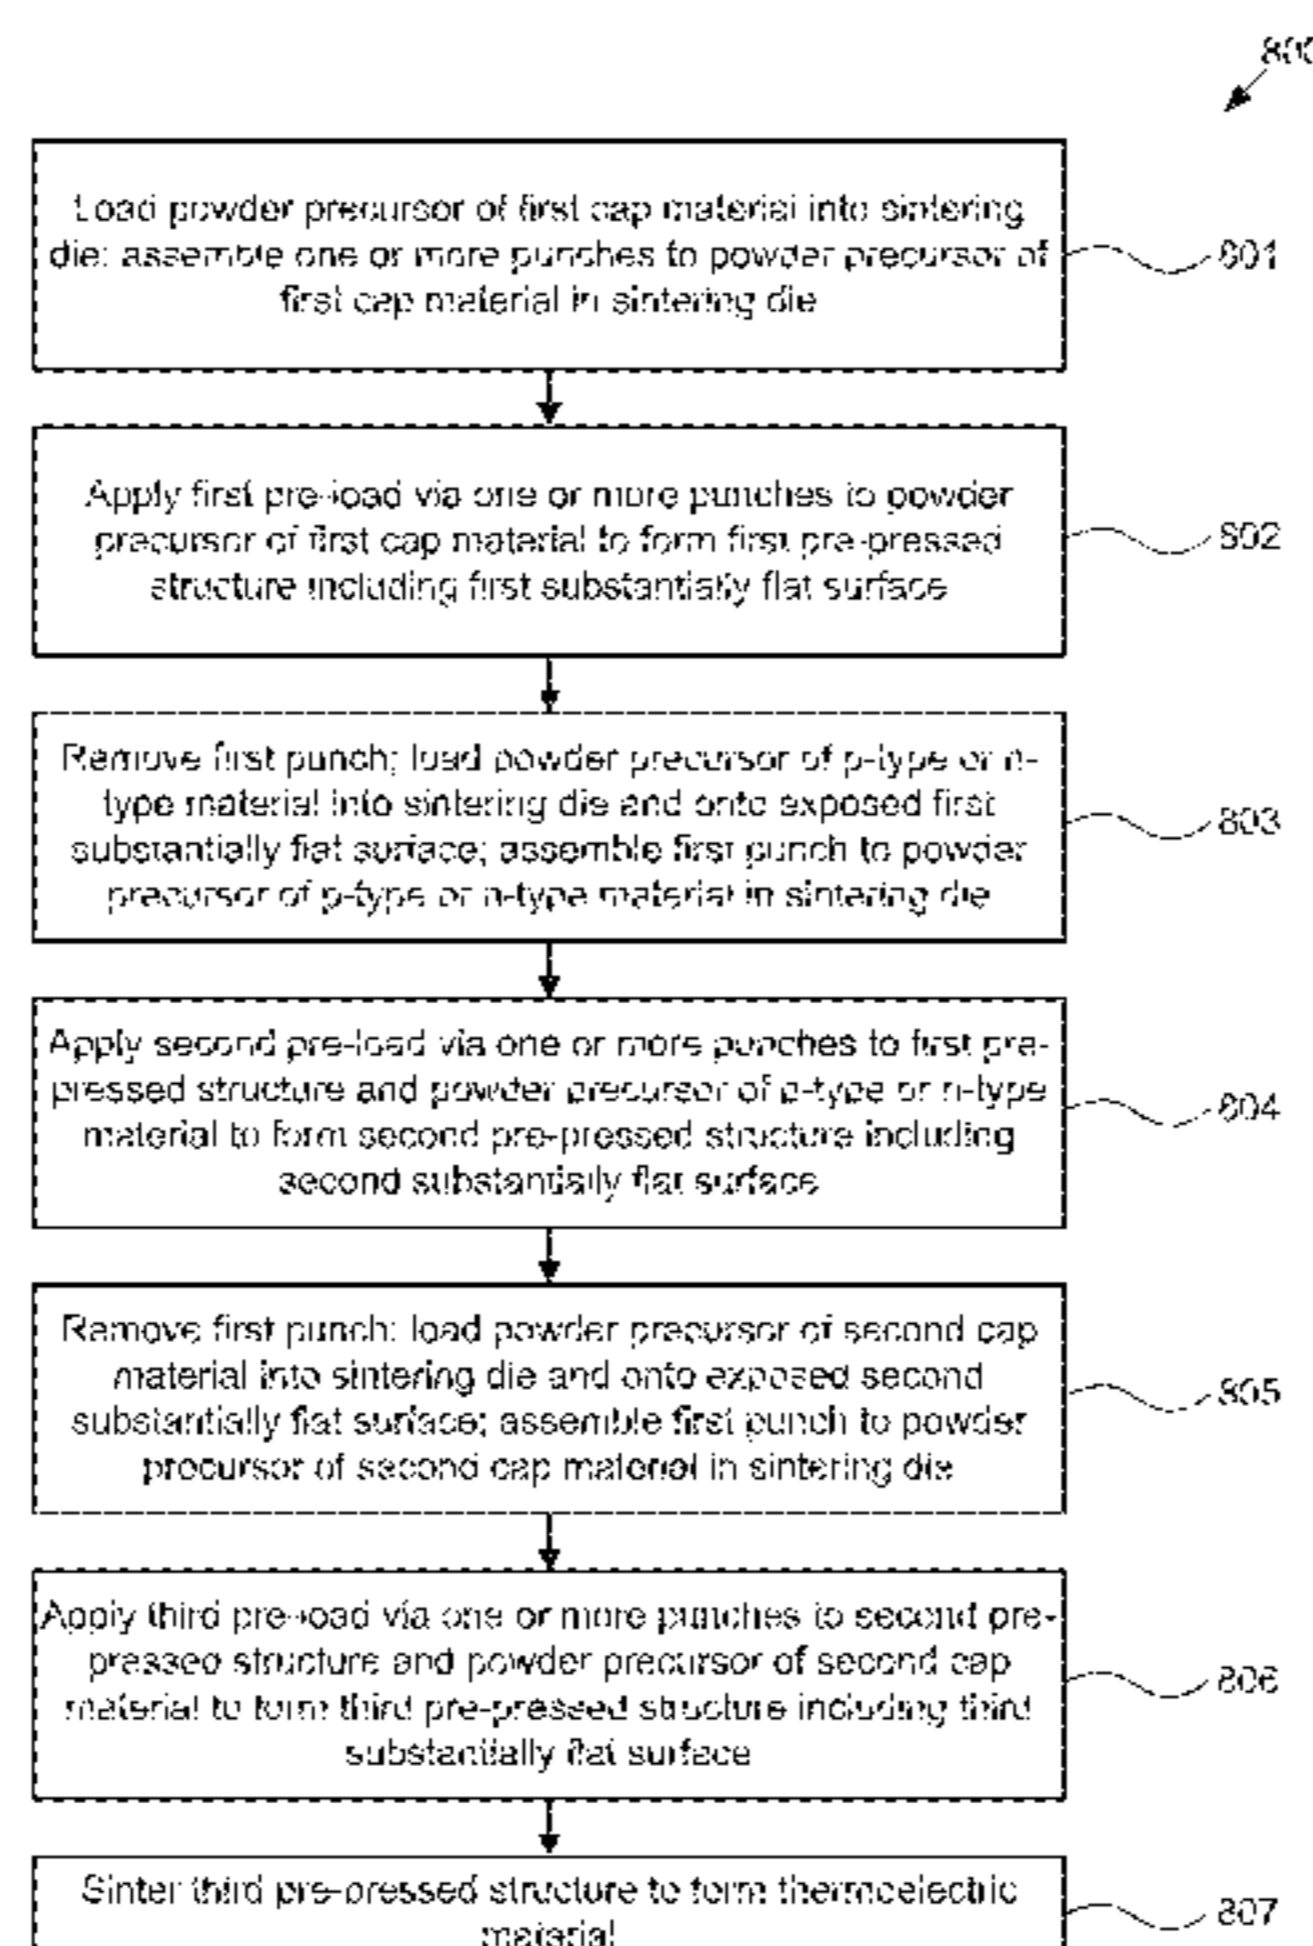 800
Load powder precursor of first cap material into sintering
die; assemble one or more punches to powder precursor of
first cap material in sintering die
801
Apply first pre-load via one or more punches to powder
precursor of first cap material to form first pre-pressed
structure including first substantially flat surface
802
Remove first punch; load powder precursor of p-type or n-
type material into sintering die and onto exposed first
substantially flat surface; assemble first punch to powder
precursor of p-type or n-type material in sintering die
803
Apply second pre-load via one or more punches to first pre-
pressed structure and powder precursor of p-type or n-type
material to form second pre-pressed structure including
second substantially flat surface
804
Remove first punch; load powder precursor of second cap
material into sintering die and onto exposed second
substantially flat surface; assemble first punch to powder
precursor of second cap material in sintering die
805
Apply third pre-load via one or more punches to second pre-
pressed structure and powder precursor of second cap
material to form third pre-pressed structure including third
substantially flat surface
806
Sinter third pre-pressed structure to form thermoelectric
material
807